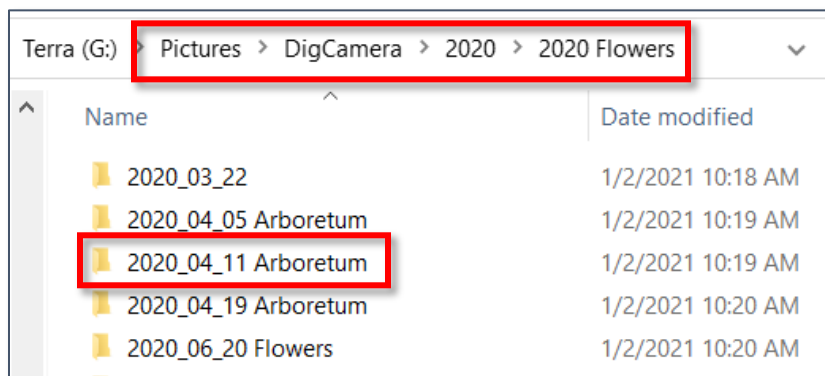 Terra (G:) > Pictures > DigCamera > 2020 > 2020 Flowers
Name Date modified
2020_03_22 1/2/2021 10:18 AM
2020_04_05 Arboretum 1/2/2021 10:19 AM
2020_04_11 Arboretum 1/2/2021 10:19 AM
2020_04_19 Arboretum 1/2/2021 10:20 AM
2020_06_20 Flowers 1/2/2021 10:20 AM